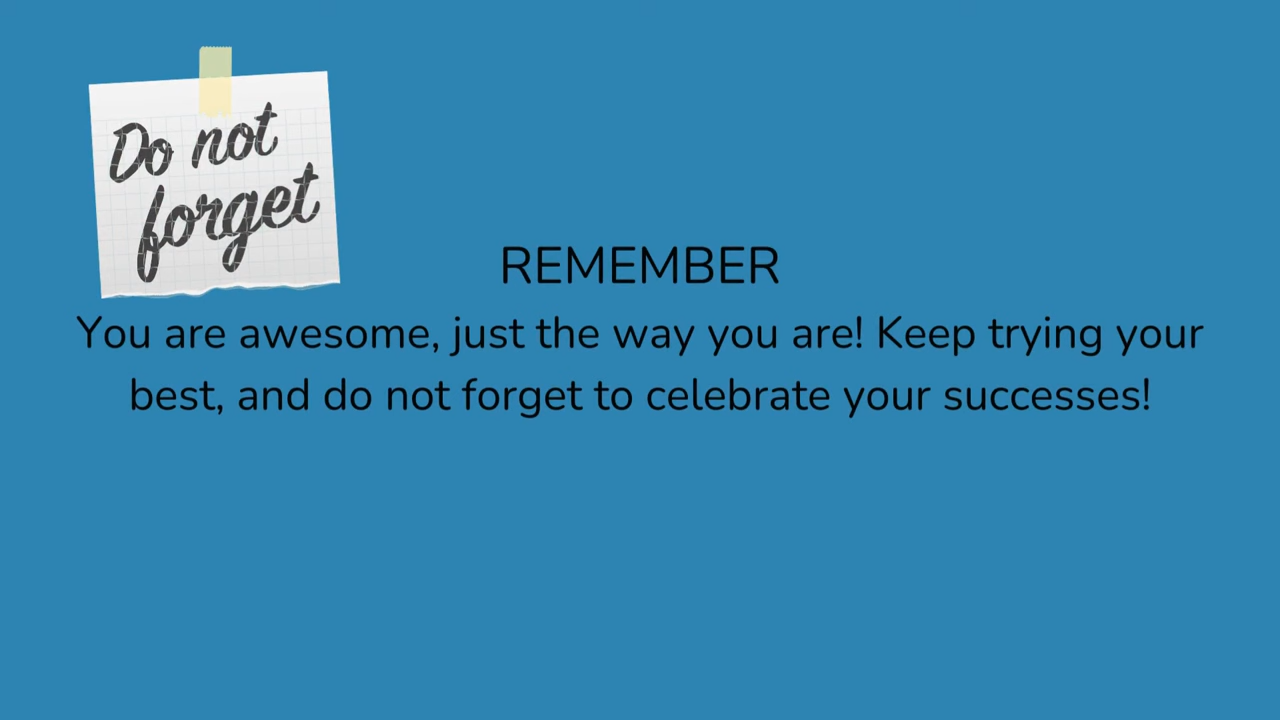 Do not
forget
REMEMBER
You are awesome, just the way you are! Keep trying your
best, and do not forget to celebrate your successes!